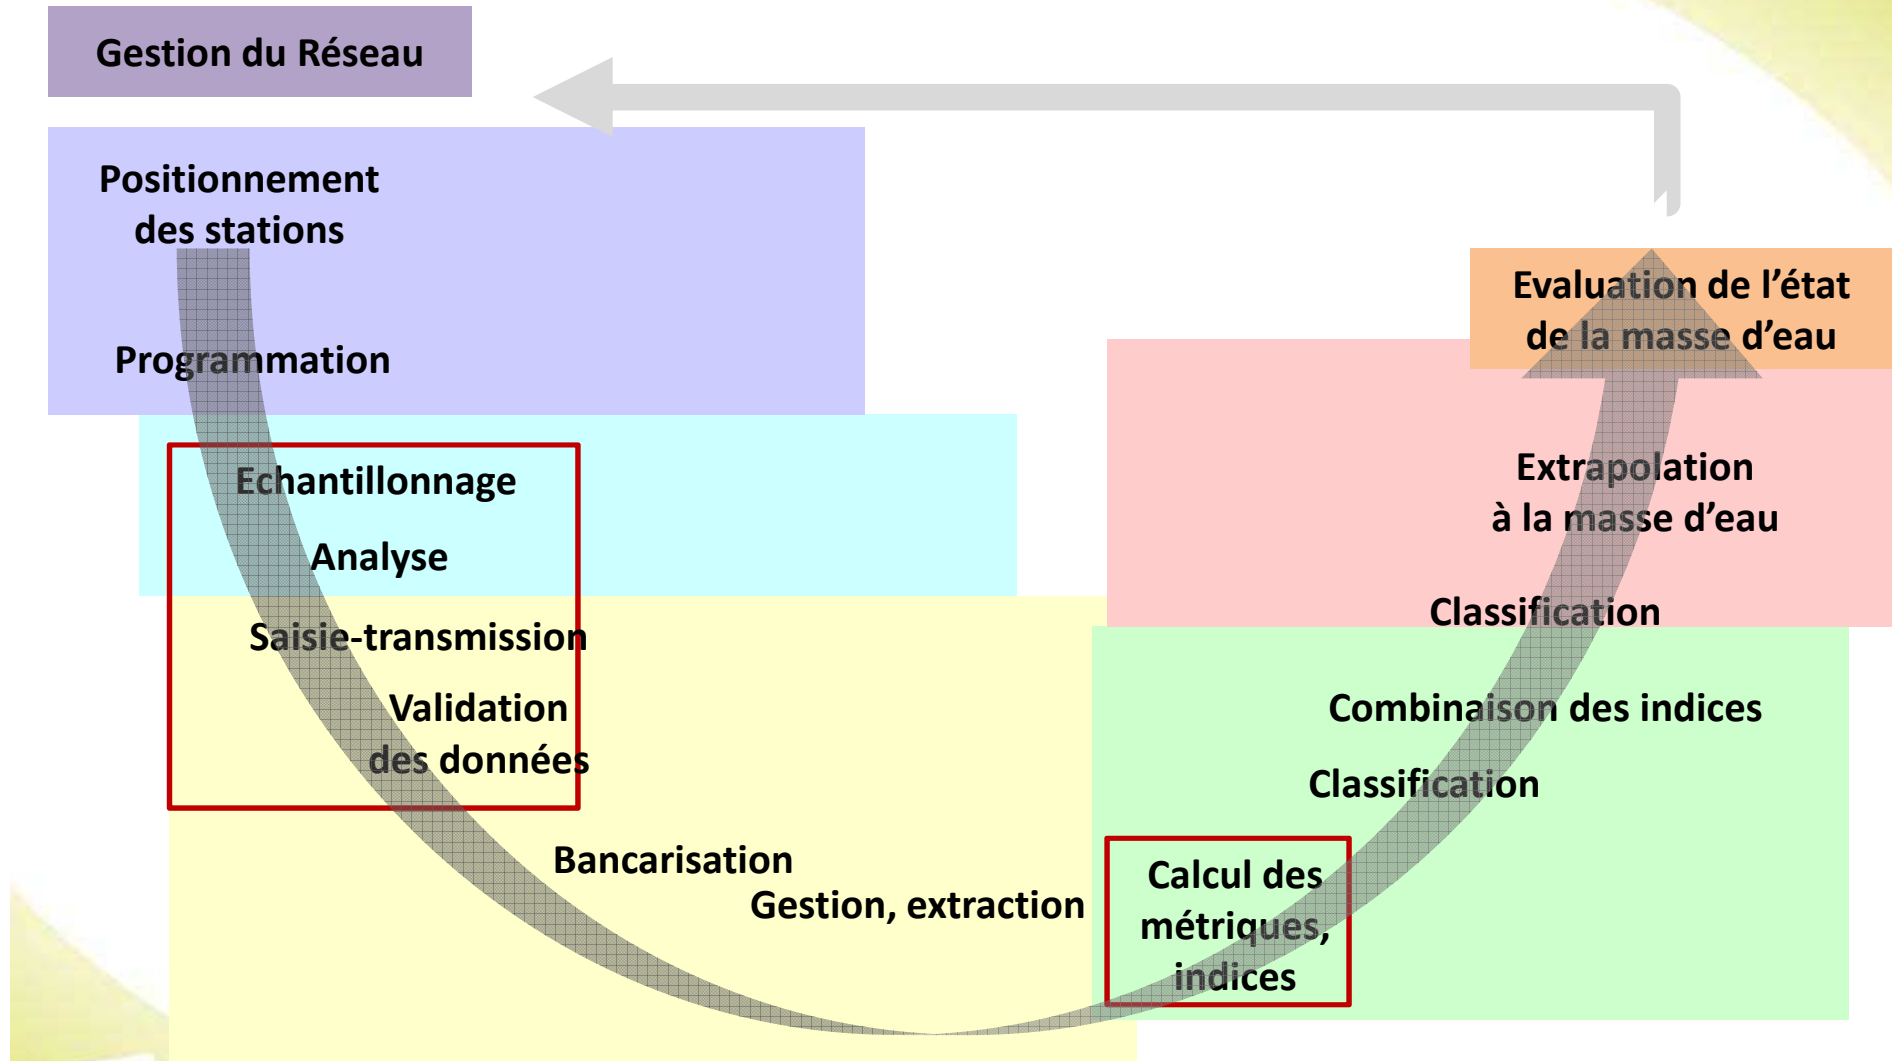 Gestion du Réseau
Positionnement
des stations
Programmation
Echantillonnage
Analyse
Saisie-transmission
Validation
des données
Bancarisation
Gestion, extraction
Calcul des
métriques,
indices
Classification
Combinaison des indices
Classification
Extrapolation
à la masse d’eau
Evaluation de l’état
de la masse d’eau